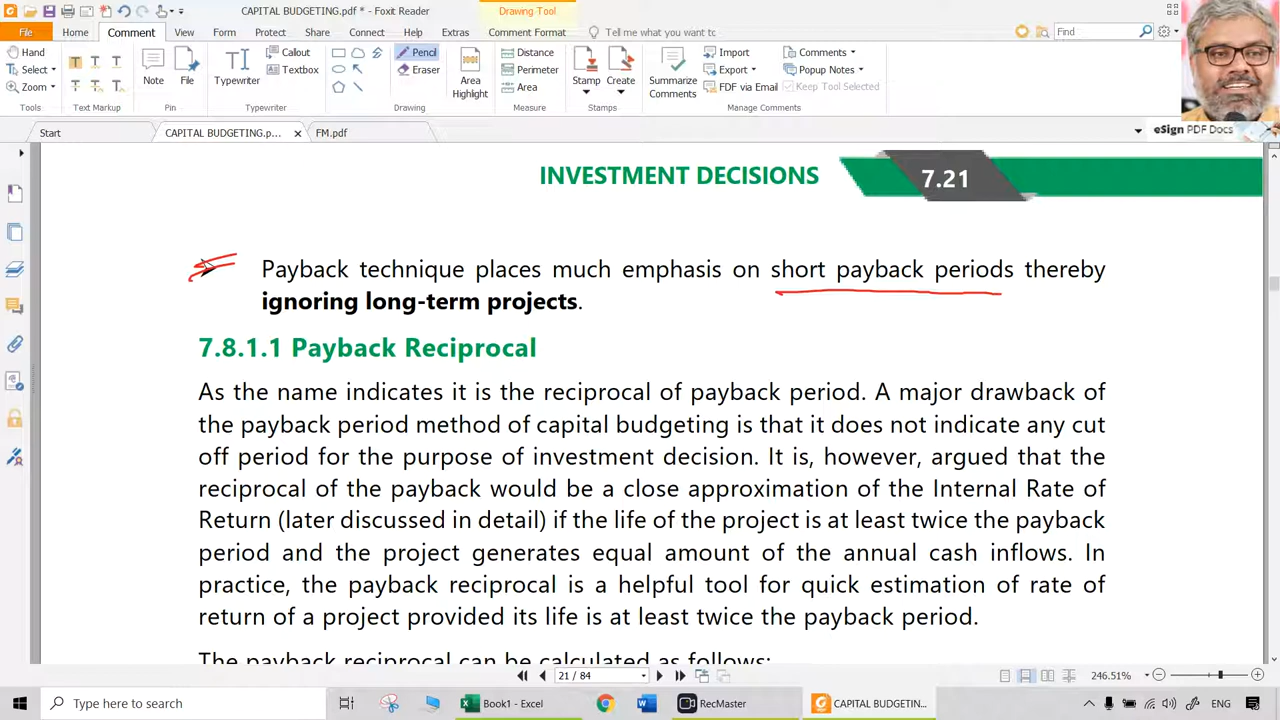 CAPITAL BUDGETING.pdf * - Foxit Reader
Drawing Tool
File Home Comment View Form Protect Share Connect Help Extras Comment Format Tell me what you want to Find
Hand
Select
Zoom
Tools
Text Markup
Note
File
Pin
Typewriter
Callout
Textbox
Typewriter
Pencil
Eraser
Drawing
Area
Highlight
Distance
Perimeter
Area
Measure
Stamp
Create
Stamps
Summarize
Comments
Import
Export
FDF via Email
Comments
Popup Notes
Keep Tool Selected
Manage Comments
Start CAPITAL BUDGETING.p... FM.pdf eSign PDF Docs
INVESTMENT DECISIONS 7.21
Payback technique places much emphasis on short payback periods thereby
ignoring long-term projects.
7.8.1.1 Payback Reciprocal
As the name indicates it is the reciprocal of payback period. A major drawback of
the payback period method of capital budgeting is that it does not indicate any cut
off period for the purpose of investment decision. It is, however, argued that the
reciprocal of the payback would be a close approximation of the Internal Rate of
Return (later discussed in detail) if the life of the project is at least twice the payback
period and the project generates equal amount of the annual cash inflows. In
practice, the payback reciprocal is a helpful tool for quick estimation of rate of
return of a project provided its life is at least twice the payback period.
The payback reciprocal can be calculated as follows:
21 / 84 246.51%
Type here to search Book1 - Excel RecMaster CAPITAL BUDGETIN... ENG